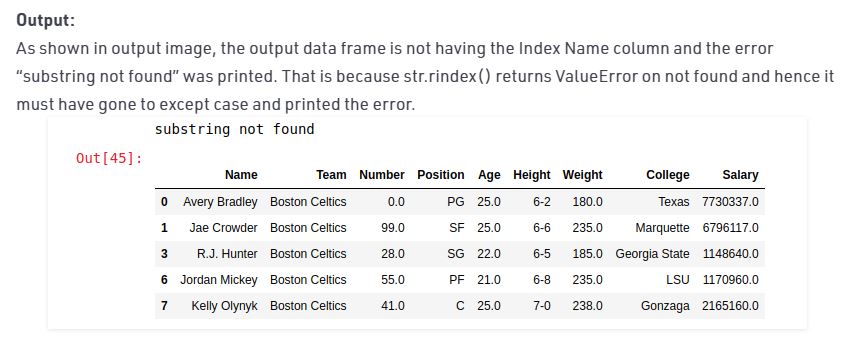 Output:
As shown in output image, the output data frame is not having the Index Name column and the error
“substring not found” was printed. That is because str.rindex() returns ValueError on not found and hence it
must have gone to except case and printed the error.
substring not found
Out[45]:
Name Team Number Position Age Height Weight College Salary
0 Avery Bradley Boston Celtics 0.0 PG 25.0 6-2 180.0 Texas 7730337.0
1 Jae Crowder Boston Celtics 99.0 SF 25.0 6-6 235.0 Marquette 6796117.0
3 R.J. Hunter Boston Celtics 28.0 SG 22.0 6-5 185.0 Georgia State 1148640.0
6 Jordan Mickey Boston Celtics 55.0 PF 21.0 6-8 235.0 LSU 1170960.0
7 Kelly Olynyk Boston Celtics 41.0 C 25.0 7-0 238.0 Gonzaga 2165160.0